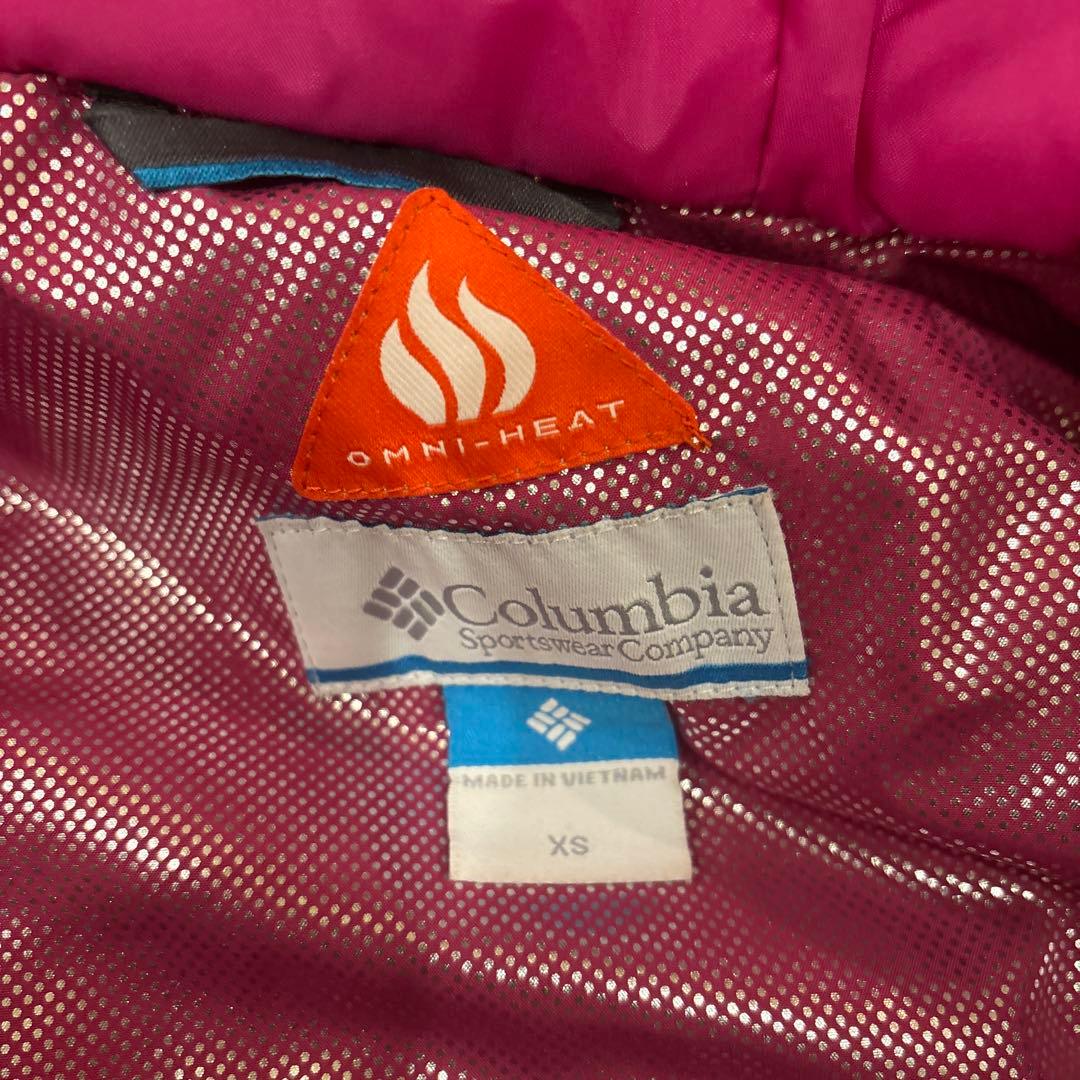 OMNI-HEAT
Columbia
Sportswear Company
MADE IN VIETNAM
XS